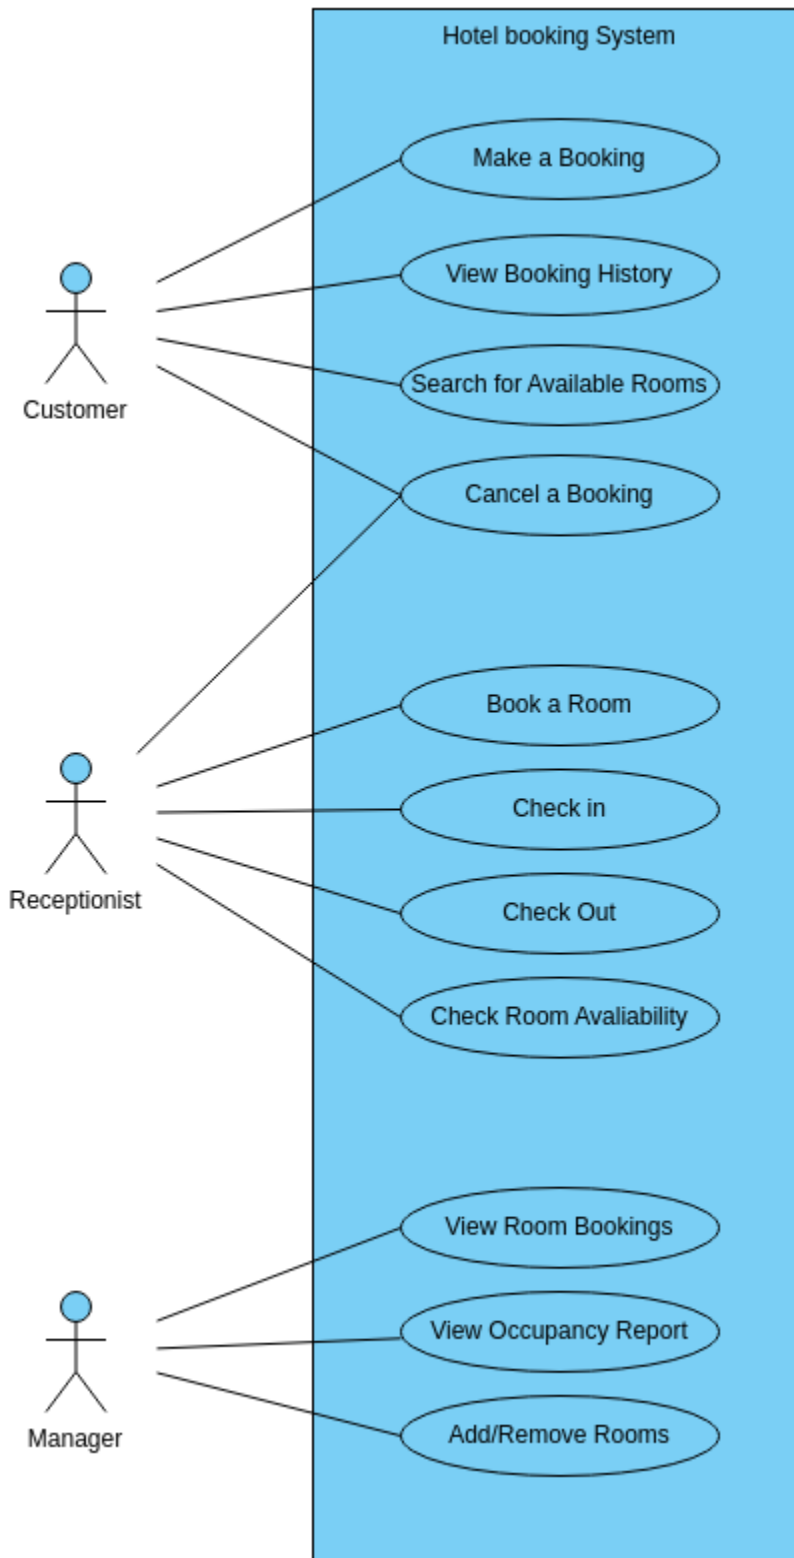 Hotel booking System
Make a Booking
View Booking History
Search for Available Rooms
Customer
Cancel a Booking
Book a Room
Check in
Receptionist
Check Out
Check Room Avaliability
View Room Bookings
View Occupancy Report
Manager
Add/Remove Rooms